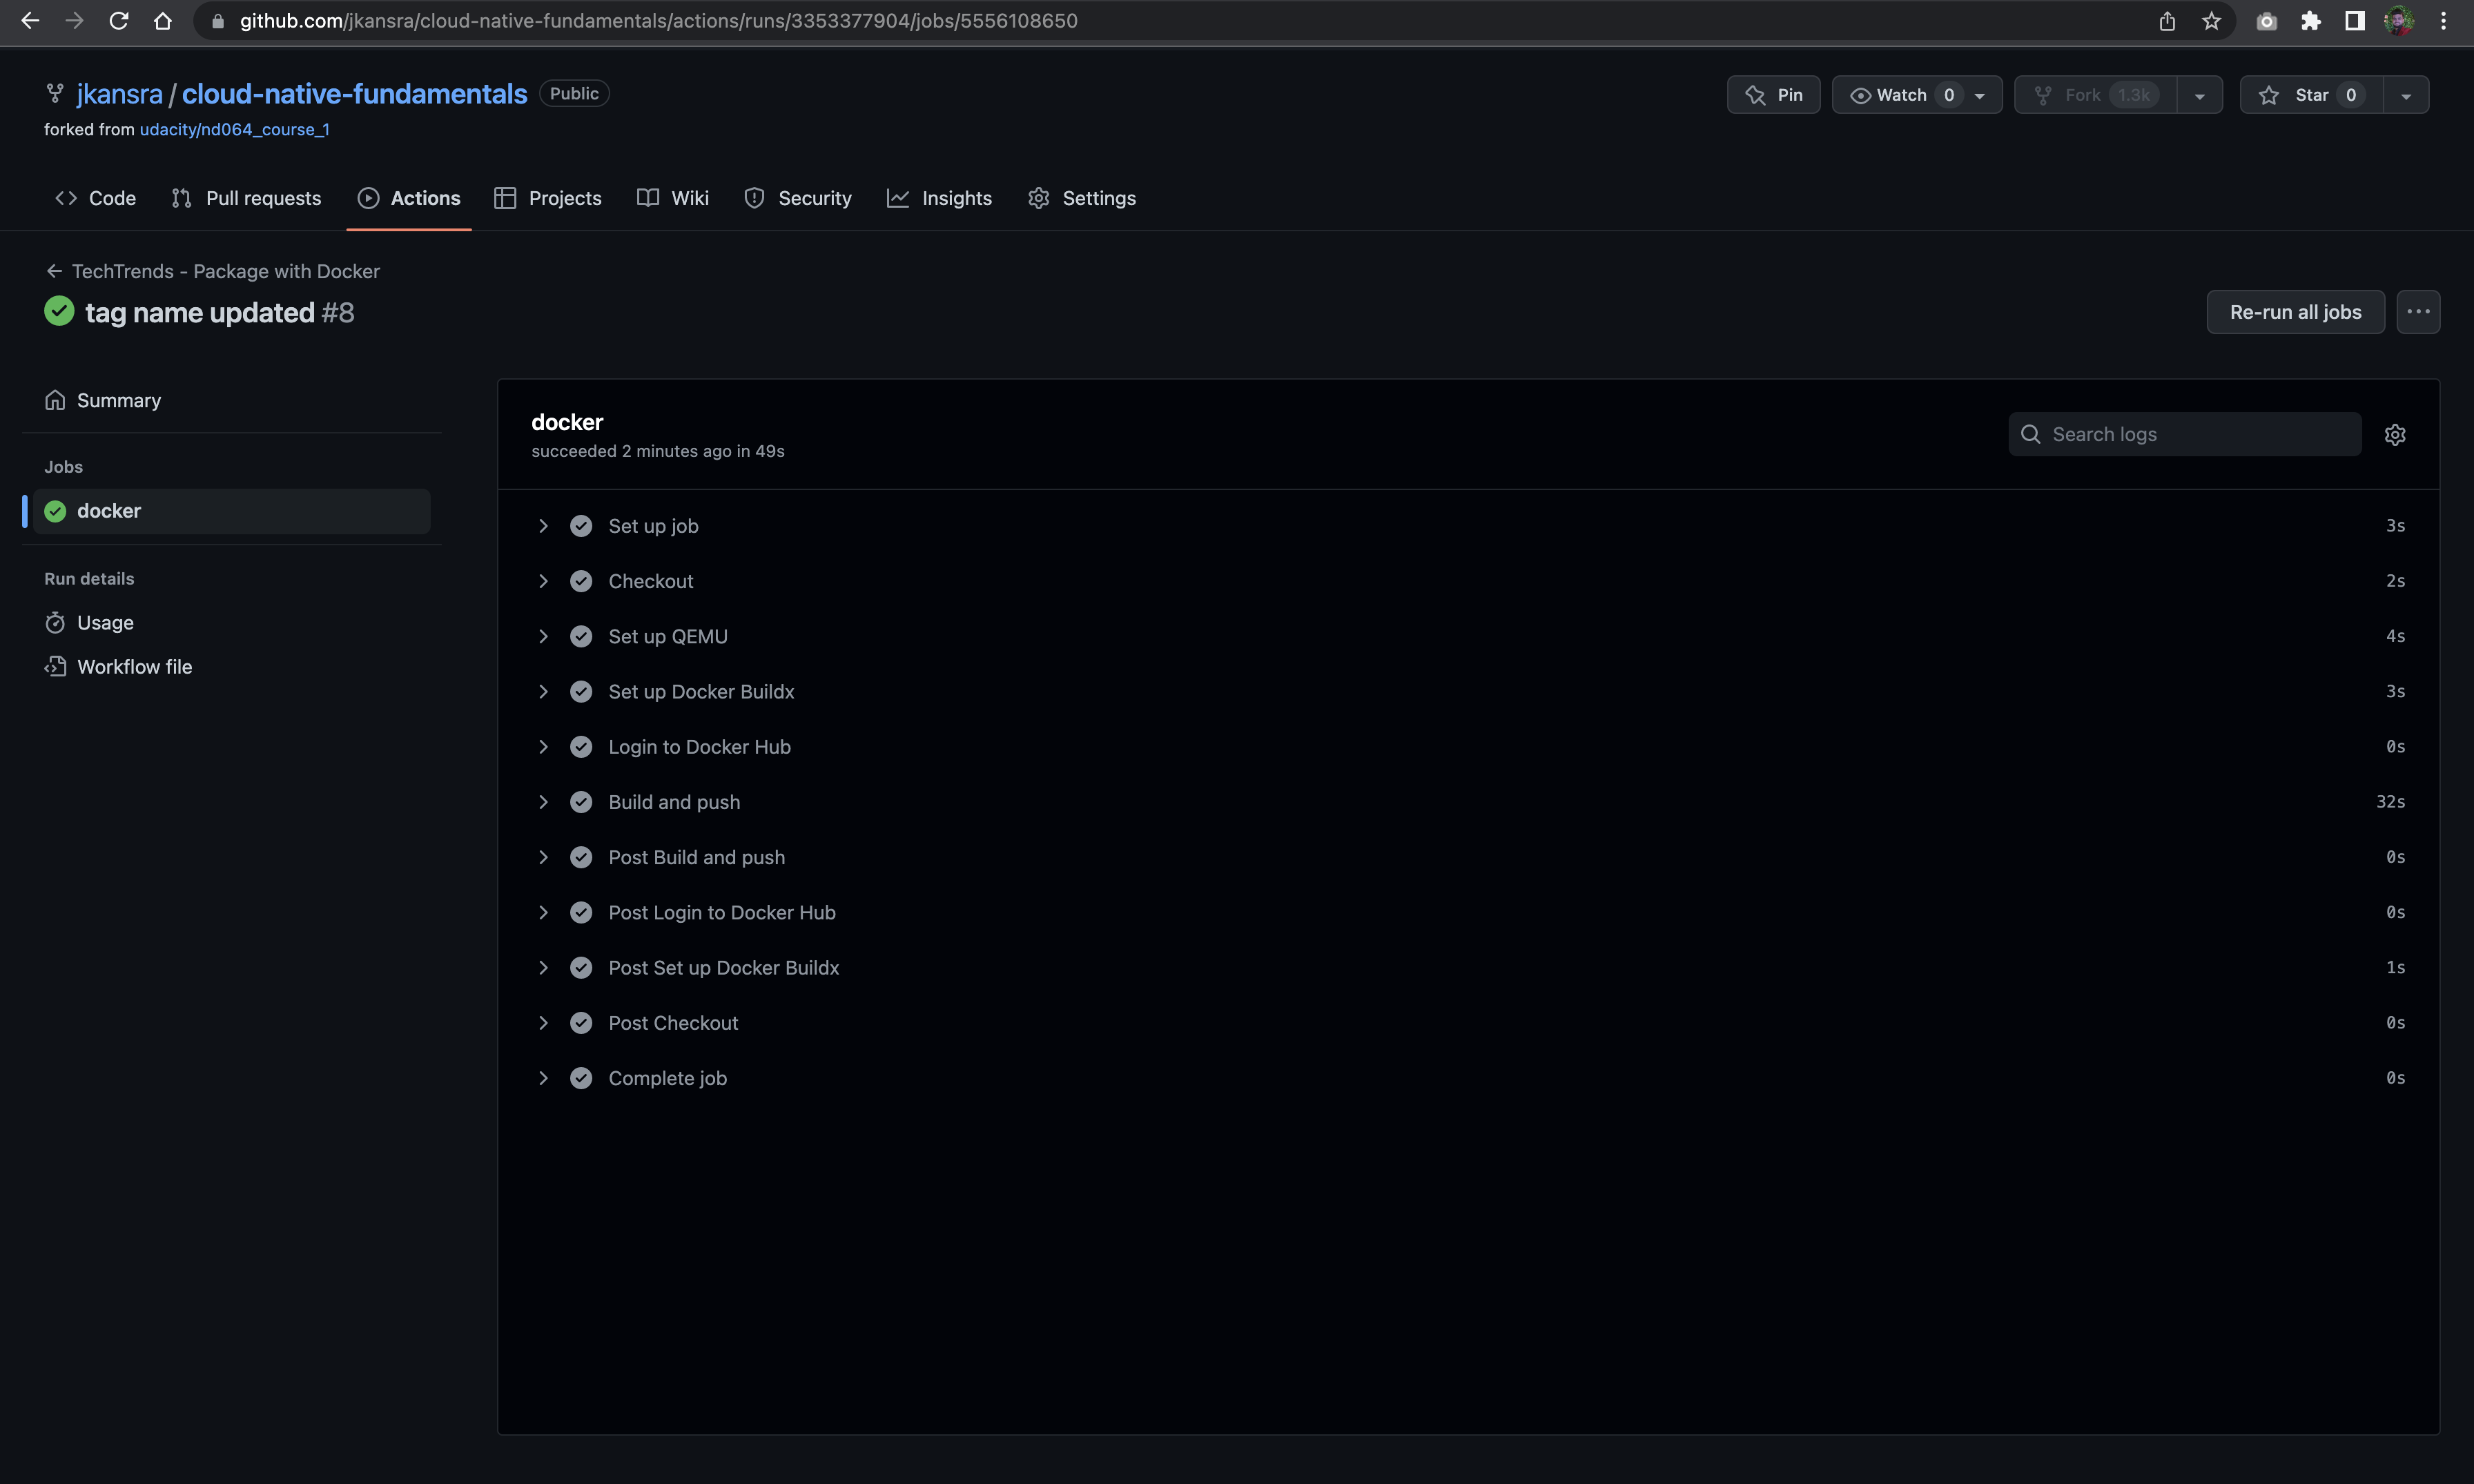 github.com/jkansra/cloud-native-fundamentals/actions/runs/3353377904/jobs/5556108650
jkansra / cloud-native-fundamentals Public
Pin Watch 0 Fork 1.3k Star 0
forked from udacity/nd064_course_1
Code Pull requests Actions Projects Wiki Security Insights Settings
TechTrends - Package with Docker
tag name updated #8
Re-run all jobs
Summary
Jobs
docker
Run details
Usage
Workflow file
docker
succeeded 2 minutes ago in 49s
Search logs
Set up job 3s
Checkout 2s
Set up QEMU 4s
Set up Docker Buildx 3s
Login to Docker Hub 0s
Build and push 32s
Post Build and push 0s
Post Login to Docker Hub 0s
Post Set up Docker Buildx 1s
Post Checkout 0s
Complete job 0s